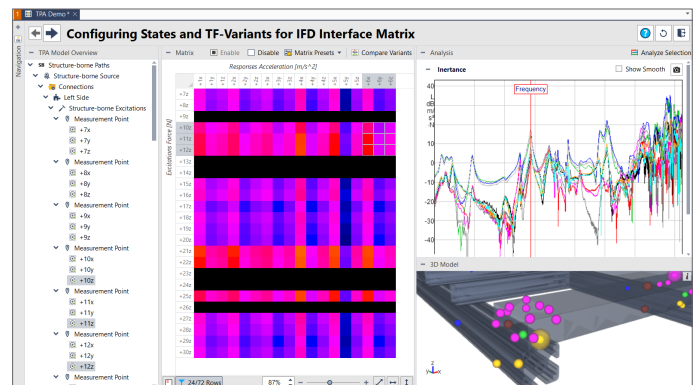 TPA Demo* ×
Configuring States and TF-Variants for IFD Interface Matrix
Navigation
TPA Model Overview
SB Structure-borne Paths
Structure-borne Source
Connections
Left Side
Structure-borne Excitations
Measurement Point
+7x
+7y
+7z
Measurement Point
+8x
+8y
+8z
Measurement Point
+9x
+9y
+9z
Measurement Point
+10x
+10y
+10z
Measurement Point
+11x
+11y
+11z
Measurement Point
+12x
+12y
+12z
Measurement Point
Matrix
Enable
Disable
Matrix Presets
Compare Variants
Responses Acceleration [m/s^2]
Excitations Force [N]
+7z
+8z
+9z
+10z
+11z
+12z
+13z
+14z
+15z
+16z
+17z
+18z
+19z
+20z
+21z
+22z
+23z
+24z
+25z
+26z
+27z
+28z
+29z
+30z
24/72 Rows
87%
Analysis
Analyze Selection
Inertance
Show Smooth
Frequency
40
20
10
0
-10
-20
-30
-40
3D Model
i
z
y
x